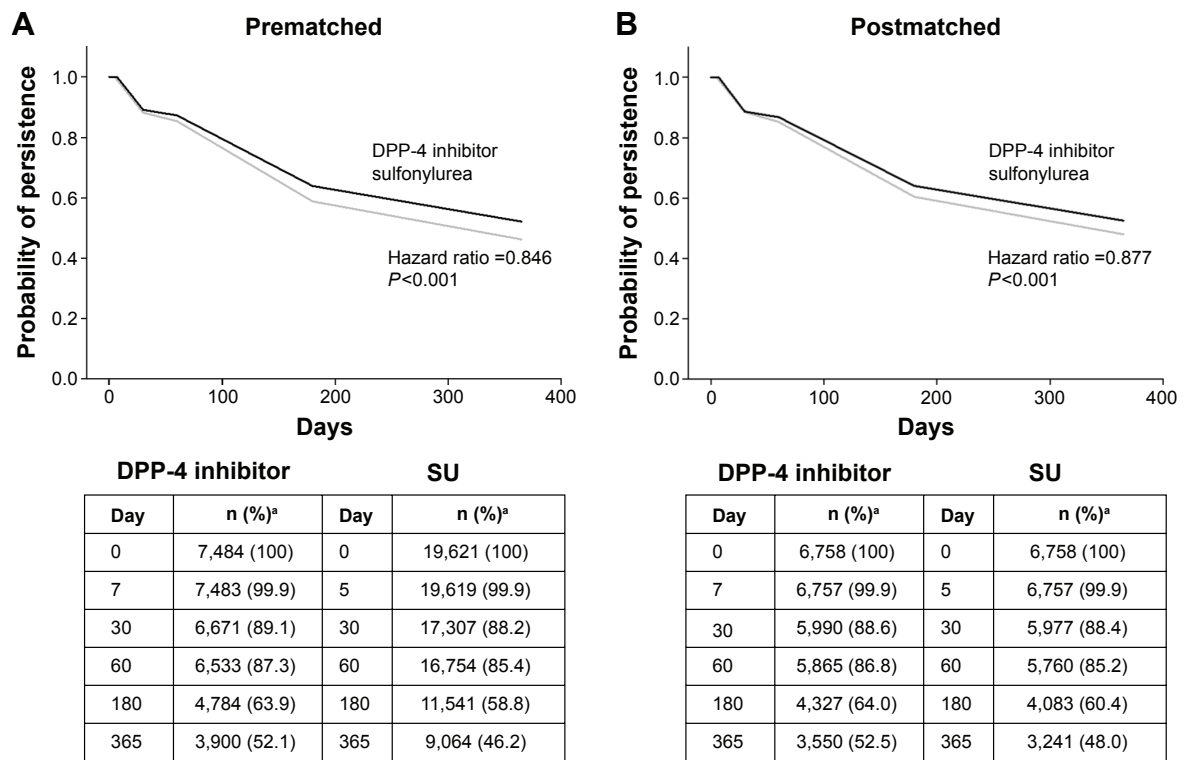 A
Prematched
Probability of persistence
1.0
0.8
0.6
0.4
0.2
0.0
DPP-4 inhibitor
sulfonylurea
Hazard ratio =0.846
P<0.001
0 100 200 300 400
Days
DPP-4 inhibitor SU
Day n (%)ᵃ Day n (%)ᵃ
0 7,484 (100) 0 19,621 (100)
7 7,483 (99.9) 5 19,619 (99.9)
30 6,671 (89.1) 30 17,307 (88.2)
60 6,533 (87.3) 60 16,754 (85.4)
180 4,784 (63.9) 180 11,541 (58.8)
365 3,900 (52.1) 365 9,064 (46.2)
B
Postmatched
Probability of persistence
1.0
0.8
0.6
0.4
0.2
0.0
DPP-4 inhibitor
sulfonylurea
Hazard ratio =0.877
P<0.001
0 100 200 300 400
Days
DPP-4 inhibitor SU
Day n (%)ᵃ Day n (%)ᵃ
0 6,758 (100) 0 6,758 (100)
7 6,757 (99.9) 5 6,757 (99.9)
30 5,990 (88.6) 30 5,977 (88.4)
60 5,865 (86.8) 60 5,760 (85.2)
180 4,327 (64.0) 180 4,083 (60.4)
365 3,550 (52.5) 365 3,241 (48.0)